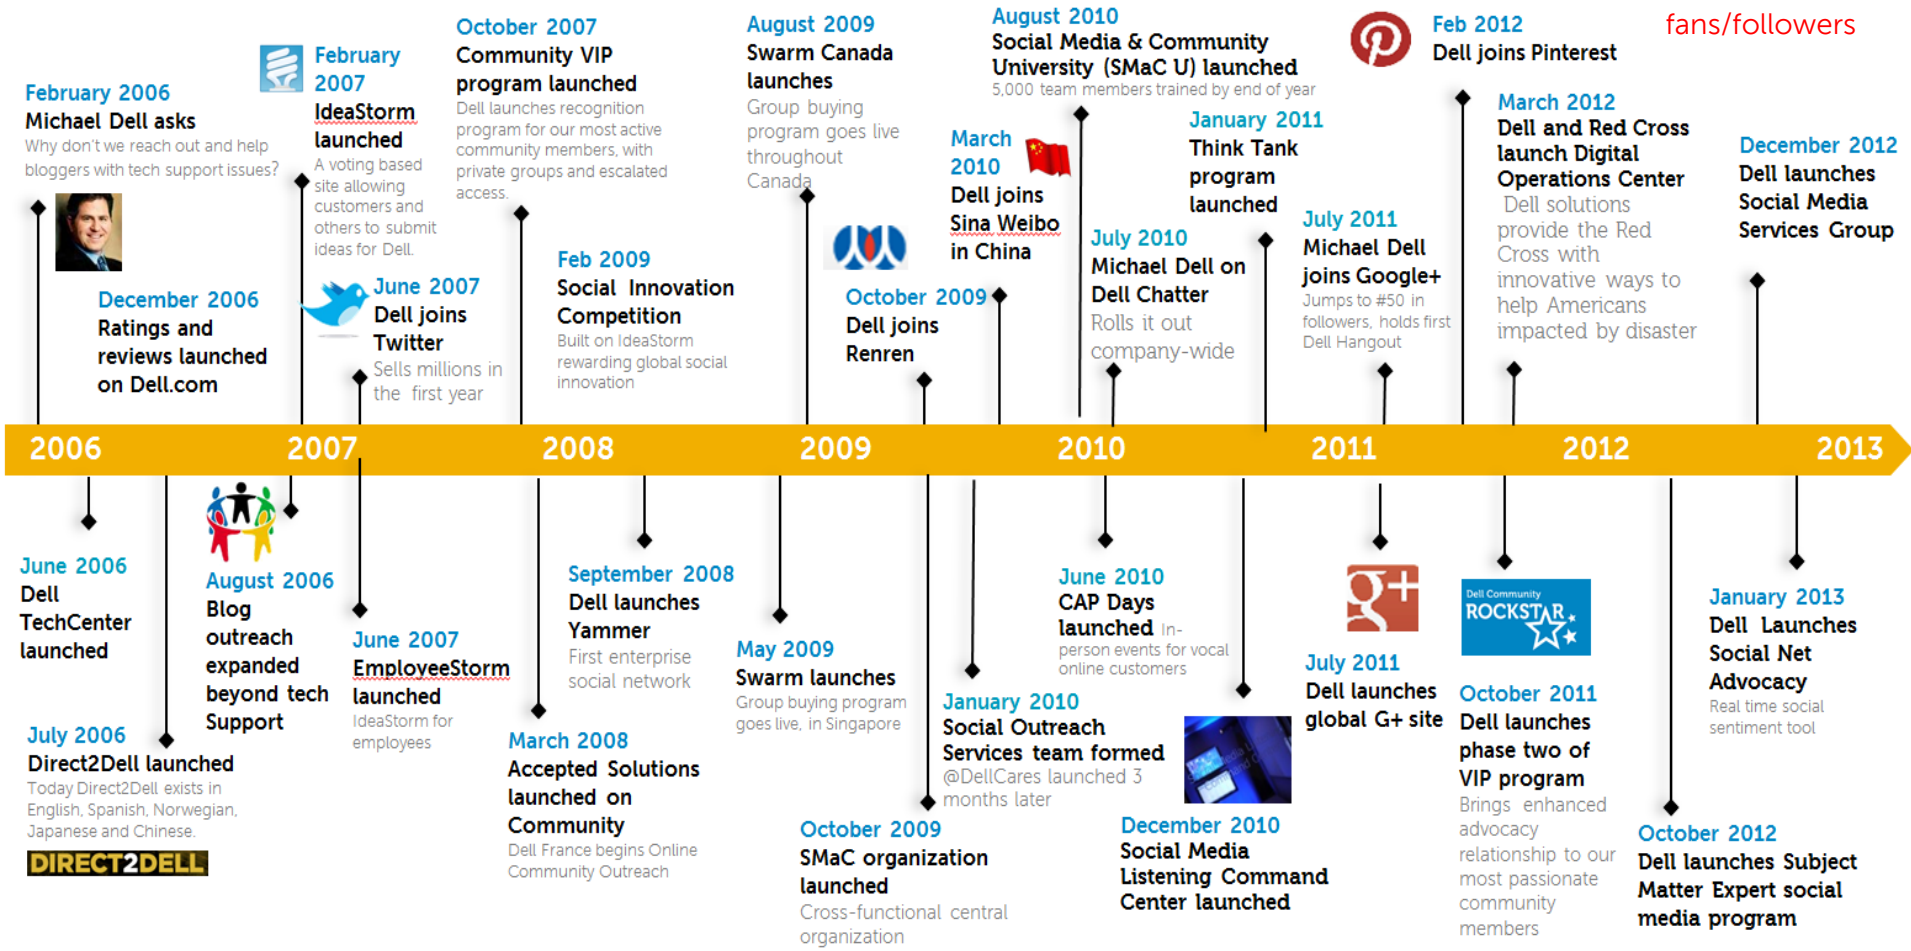 fans/followers
February 2006
Michael Dell asks
Why don't we reach out and help
bloggers with tech support issues?
December 2006
Ratings and
reviews launched
on Dell.com
February
2007
IdeaStorm
launched
A voting based
site allowing
customers and
others to submit
ideas for Dell.
June 2007
Dell joins
Twitter
Sells millions in
the first year
October 2007
Community VIP
program launched
Dell launches recognition
program for our most active
community members, with
private groups and escalated
access.
Feb 2009
Social Innovation
Competition
Built on IdeaStorm
rewarding global social
innovation
August 2009
Swarm Canada
launches
Group buying
program goes live
throughout
Canada
October 2009
Dell joins
Renren
March
2010
Dell joins
Sina Weibo
in China
August 2010
Social Media & Community
University (SMaC U) launched
5,000 team members trained by end of year
July 2010
Michael Dell on
Dell Chatter
Rolls it out
company-wide
January 2011
Think Tank
program
launched
July 2011
Michael Dell
joins Google+
Jumps to #50 in
followers, holds first
Dell Hangout
Feb 2012
Dell joins Pinterest
March 2012
Dell and Red Cross
launch Digital
Operations Center
Dell solutions
provide the Red
Cross with
innovative ways to
help Americans
impacted by disaster
December 2012
Dell launches
Social Media
Services Group
2006 2007 2008 2009 2010 2011 2012 2013
June 2006
Dell
TechCenter
launched
July 2006
Direct2Dell launched
Today Direct2Dell exists in
English, Spanish, Norwegian,
Japanese and Chinese.
DIRECT2DELL
August 2006
Blog
outreach
expanded
beyond tech
Support
June 2007
EmployeeStorm
launched
IdeaStorm for
employees
March 2008
Accepted Solutions
launched on
Community
Dell France begins Online
Community Outreach
September 2008
Dell launches
Yammer
First enterprise
social network
May 2009
Swarm launches
Group buying program
goes live, in Singapore
October 2009
SMaC organization
launched
Cross-functional central
organization
January 2010
Social Outreach
Services team formed
@DellCares launched 3
months later
June 2010
CAP Days
launched In-
person events for vocal
online customers
December 2010
Social Media
Listening Command
Center launched
g+
July 2011
Dell launches
global G+ site
Dell Community
ROCKSTAR
October 2011
Dell launches
phase two of
VIP program
Brings enhanced
advocacy
relationship to our
most passionate
community
members
October 2012
Dell launches Subject
Matter Expert social
media program
January 2013
Dell Launches
Social Net
Advocacy
Real time social
sentiment tool